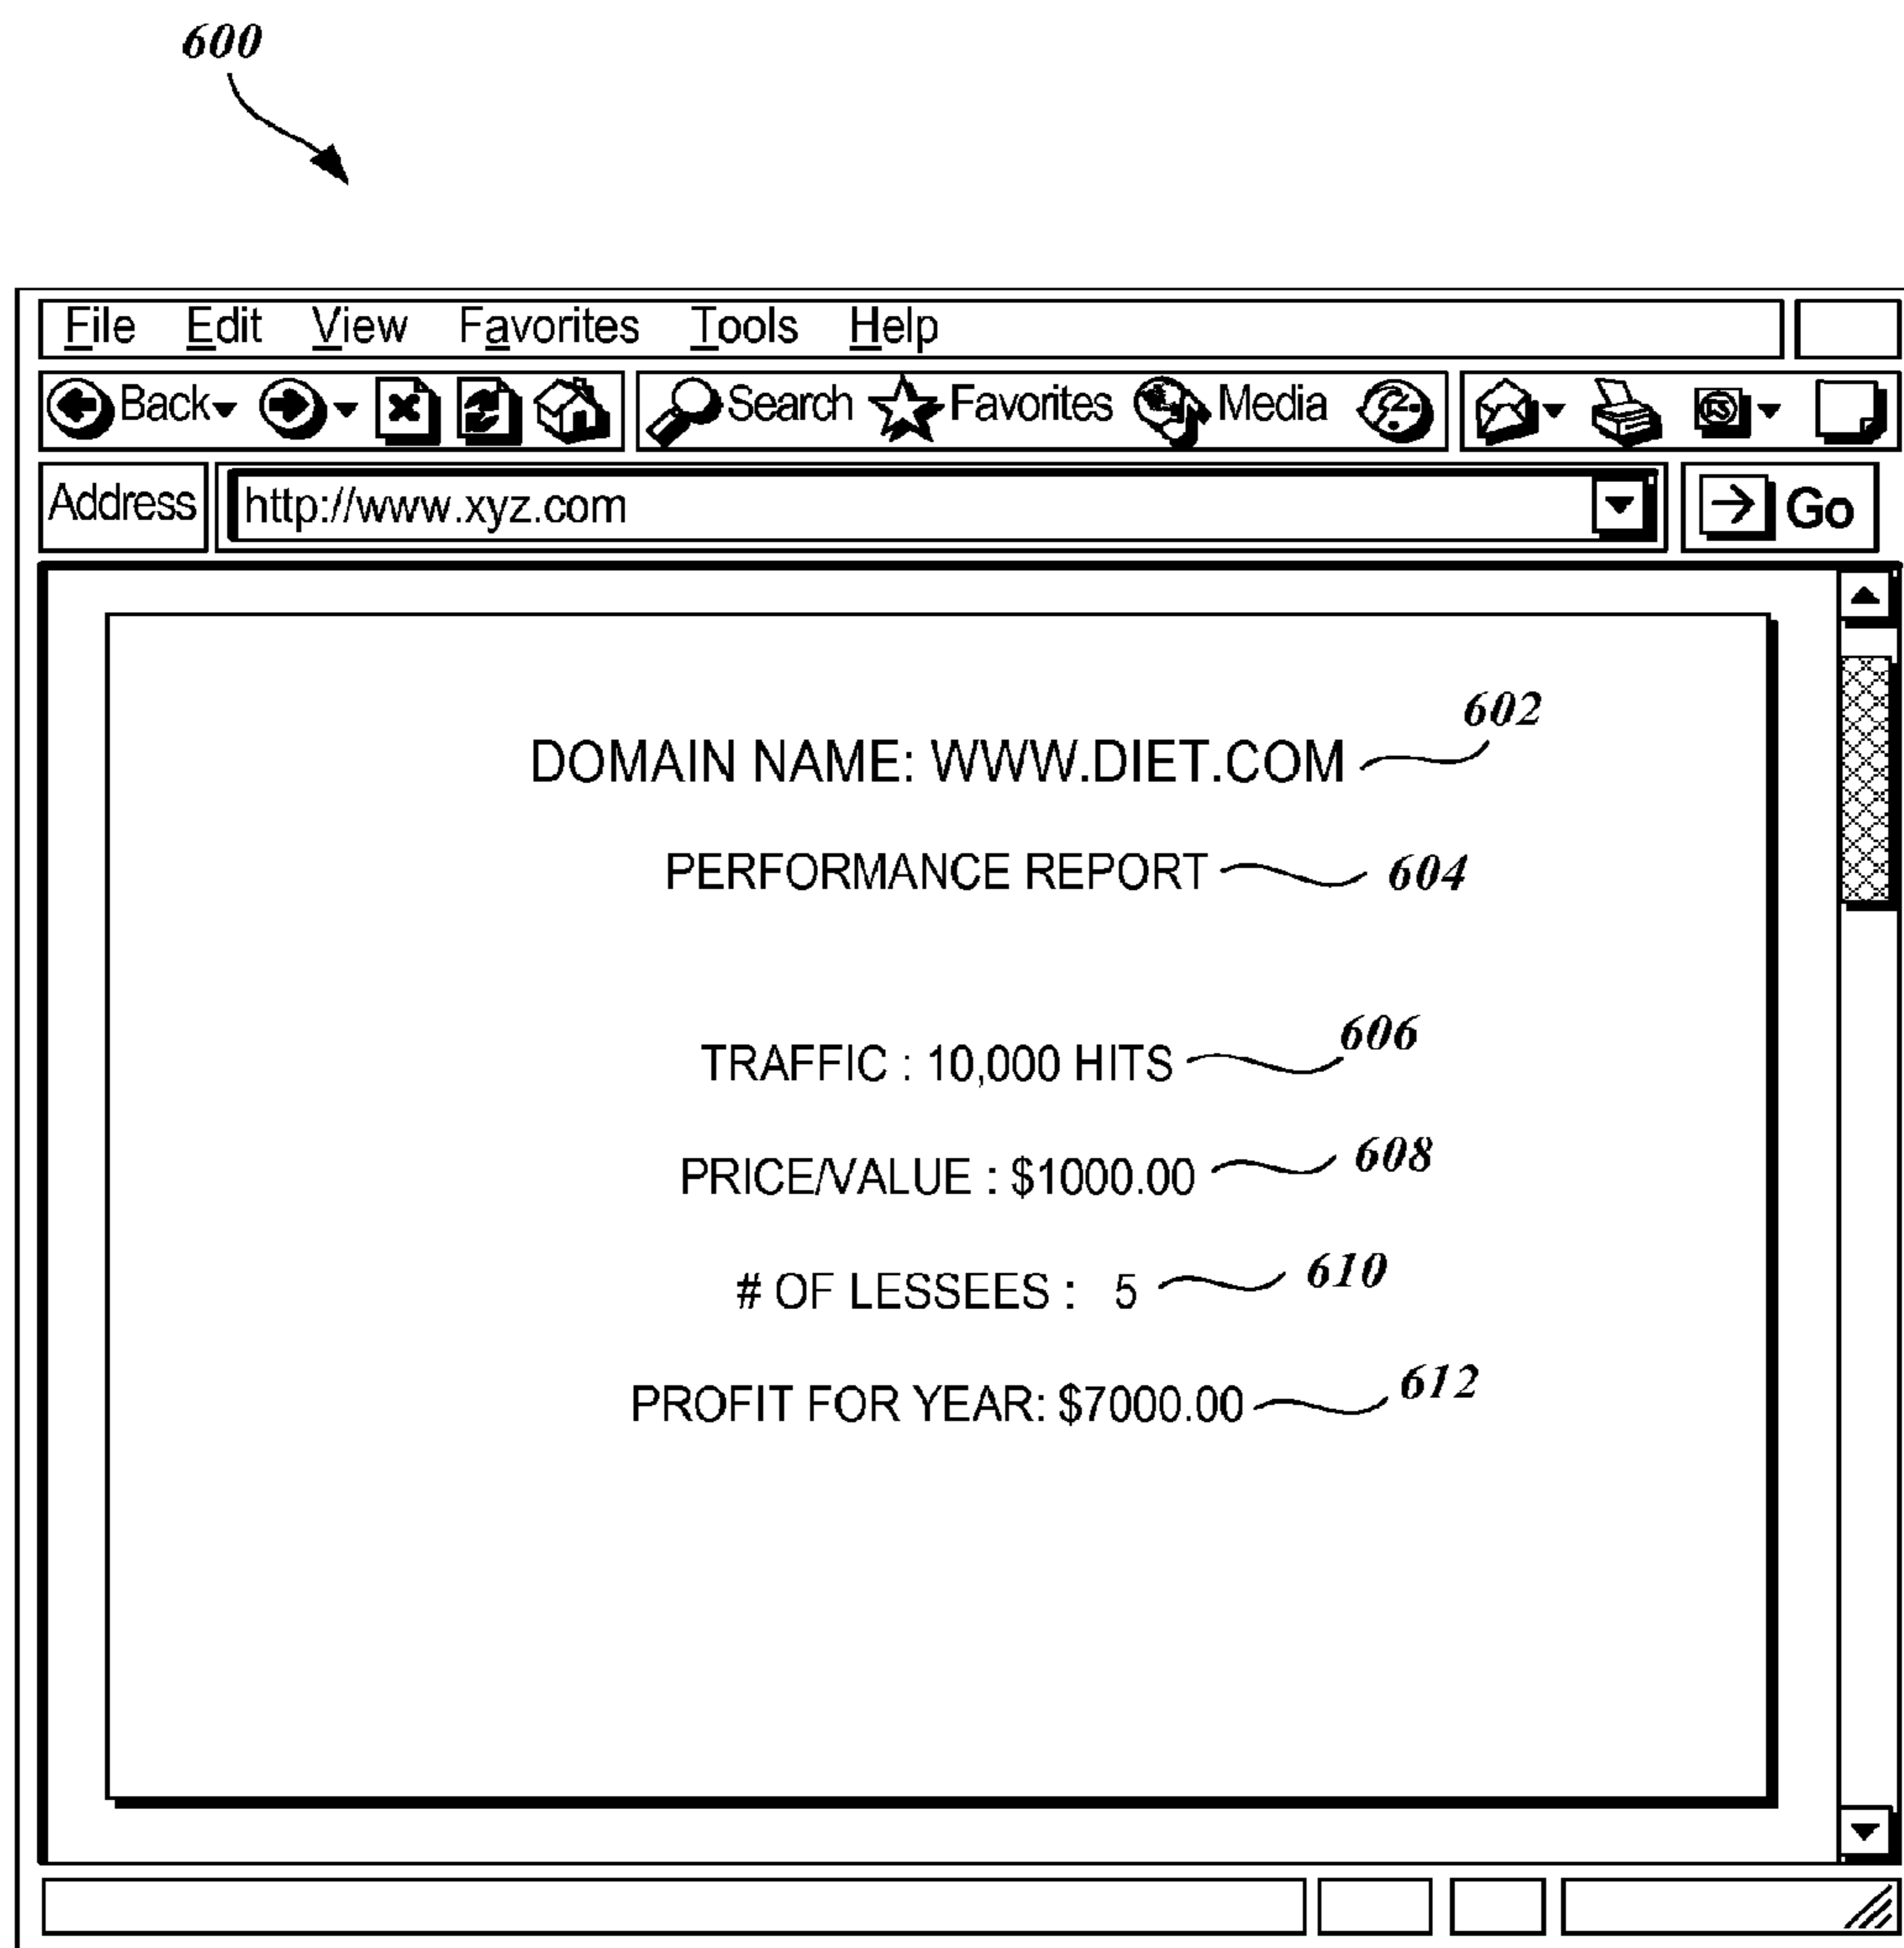 600
File Edit View Favorites Tools Help
Back Search Favorites Media
Address http://www.xyz.com Go
602
DOMAIN NAME: WWW.DIET.COM
PERFORMANCE REPORT 604
606
TRAFFIC : 10,000 HITS
PRICE/VALUE : $1000.00 608
# OF LESSEES : 5 610
PROFIT FOR YEAR: $7000.00 612